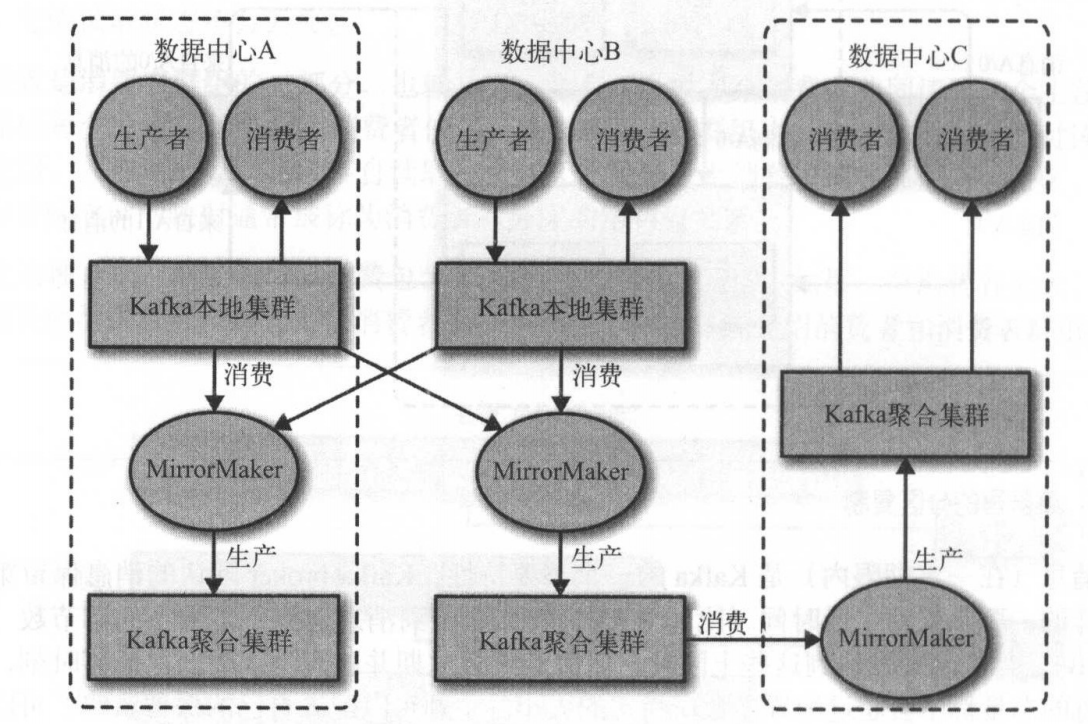 数据中心A
生产者
消费者
Kafka本地集群
消费
MirrorMaker
生产
Kafka聚合集群
数据中心B
生产者
消费者
Kafka本地集群
消费
MirrorMaker
生产
Kafka聚合集群
消费
数据中心C
消费者
消费者
Kafka聚合集群
生产
MirrorMaker